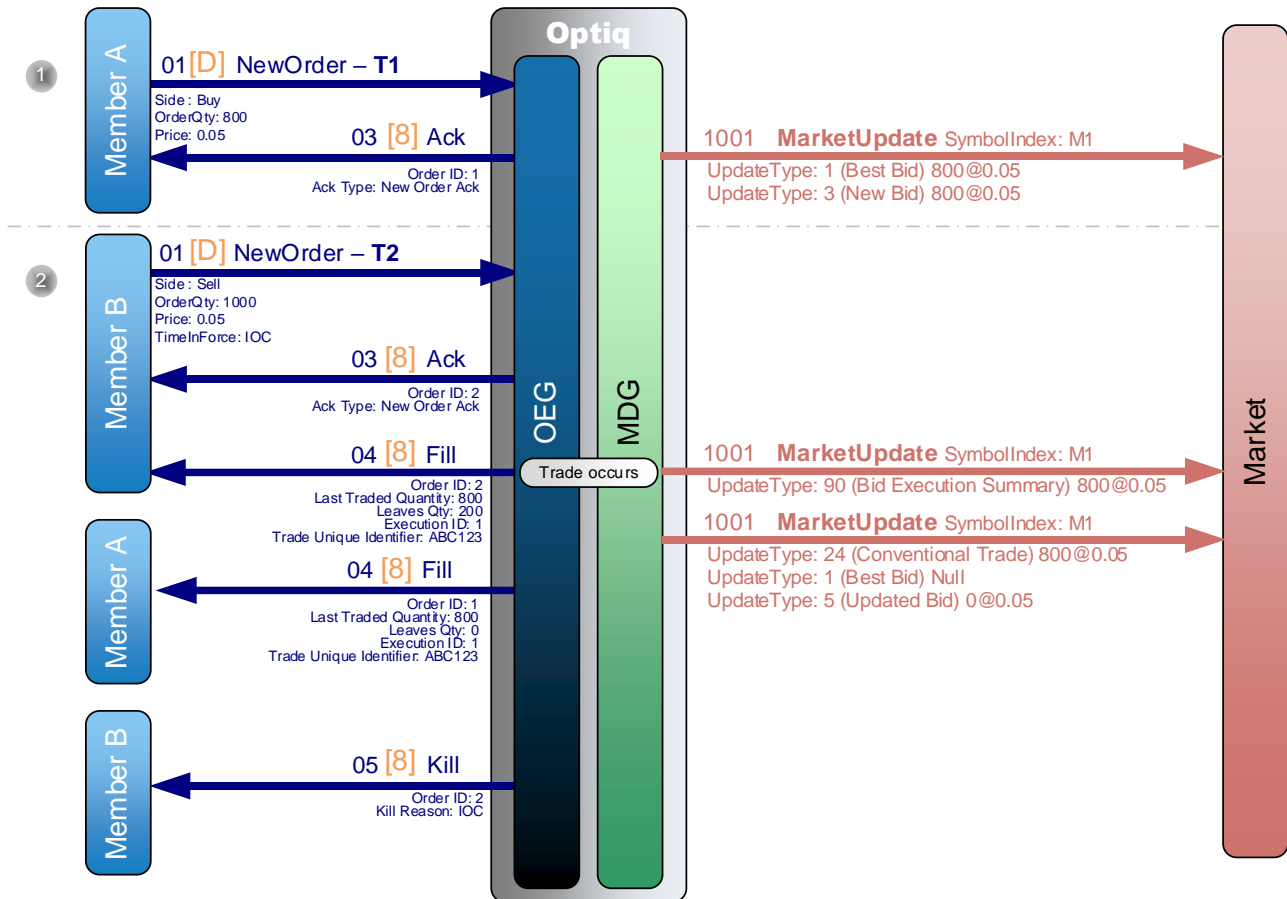 Optiq
1
Member A
01 [D] NewOrder – T1
Side : Buy
OrderQty: 800
Price: 0.05
03 [8] Ack
Order ID: 1
Ack Type: New Order Ack
1001 MarketUpdate SymbolIndex: M1
UpdateType: 1 (Best Bid) 800@0.05
UpdateType: 3 (New Bid) 800@0.05
2
Member B
01 [D] NewOrder – T2
Side : Sell
OrderQty: 1000
Price: 0.05
TimeInForce: IOC
03 [8] Ack
Order ID: 2
Ack Type: New Order Ack
OEG
MDG
Market
04 [8] Fill
Order ID: 2
Last Traded Quantity: 800
Leaves Qty: 200
Execution ID: 1
Trade Unique Identifier: ABC123
Trade occurs
1001 MarketUpdate SymbolIndex: M1
UpdateType: 90 (Bid Execution Summary) 800@0.05
1001 MarketUpdate SymbolIndex: M1
UpdateType: 24 (Conventional Trade) 800@0.05
UpdateType: 1 (Best Bid) Null
UpdateType: 5 (Updated Bid) 0@0.05
Member A
04 [8] Fill
Order ID: 1
Last Traded Quantity: 800
Leaves Qty: 0
Execution ID: 1
Trade Unique Identifier: ABC123
Member B
05 [8] Kill
Order ID: 2
Kill Reason: IOC